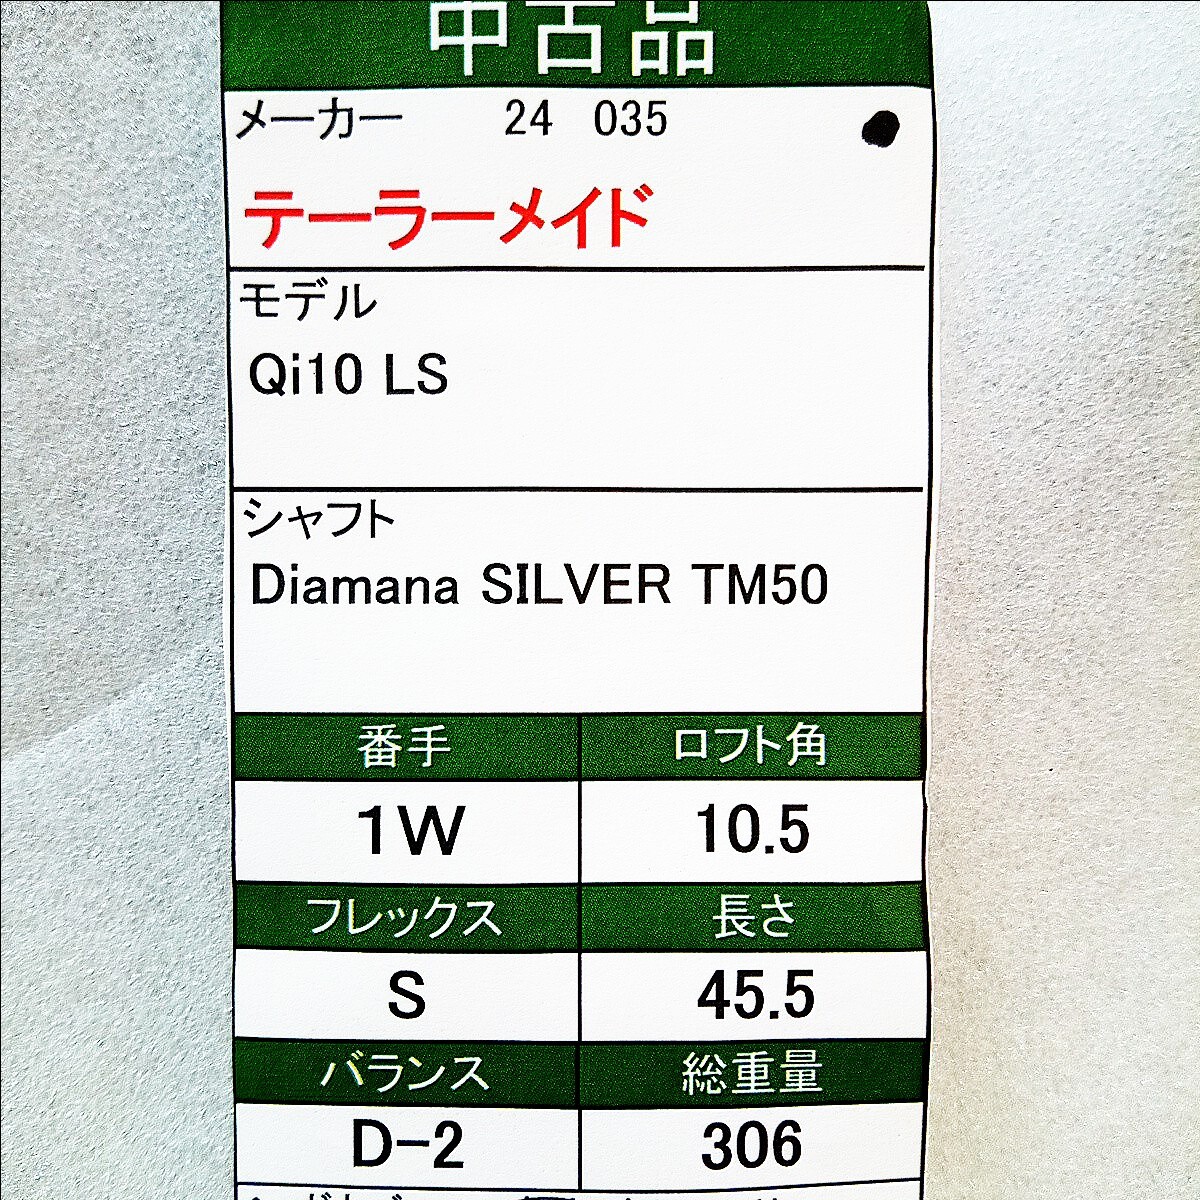 中古品
メーカー 24 035
テーラーメイド
モデル
Qi10 LS
シャフト
Diamana SILVER TM50
番手 ロフト角
1W 10.5
フレックス 長さ
S 45.5
バランス 総重量
D-2 306